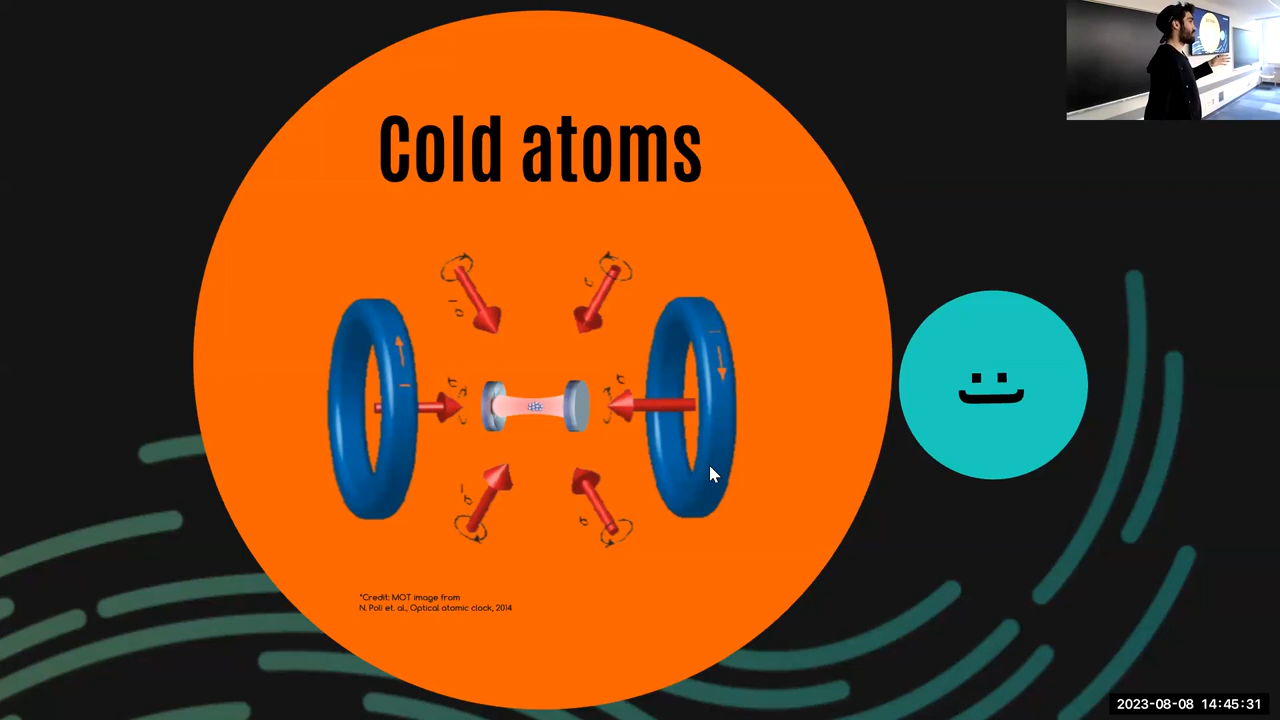 Cold atoms
*Credit: MOT image from
N. Poli et. al., Optical atomic clock, 2014
2023-08-08 14:45:31